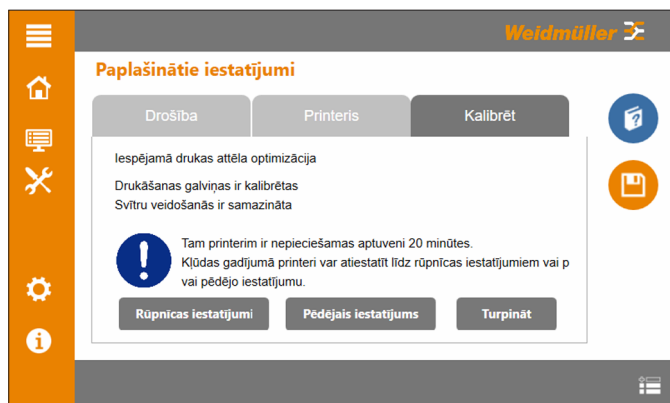 Weidmüller
Paplašinātie iestatījumi
Drošība
Printeris
Kalibrēt
Iespējamā drukas attēla optimizācija
Drukāšanas galviņas ir kalibrētas
Svītru veidošanās ir samazināta
Tam printerim ir nepieciešamas aptuveni 20 minūtes.
Kļūdas gadījumā printeri var atiestatīt līdz rūpnīcas iestatījumiem vai p
vai pēdējo iestatījumu.
Rūpnīcas iestatījumi
Pēdējais iestatījums
Turpināt